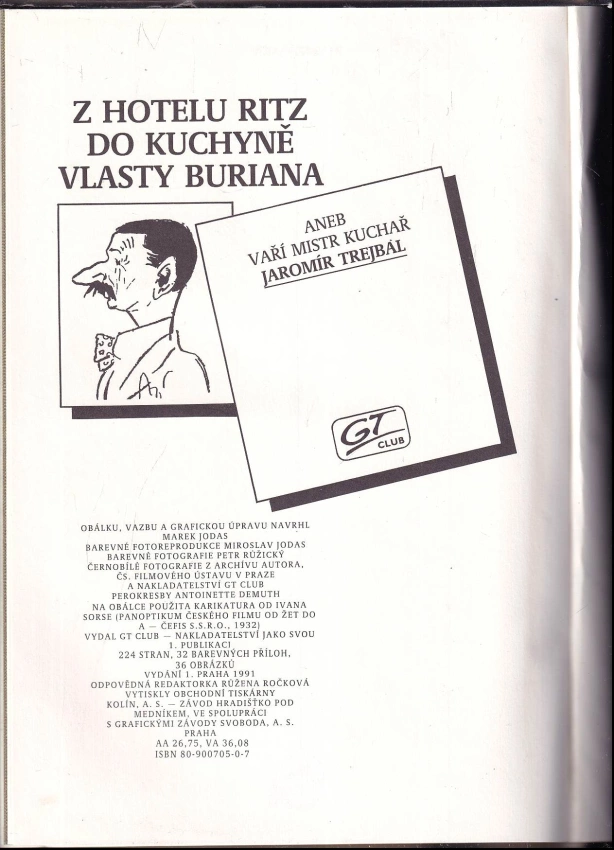 Z HOTELU RITZ
DO KUCHYNĚ
VLASTY BURIANA
ANEB
VAŘÍ MISTR KUCHAŘ
JAROMÍR TREJBAL
GT
CLUB
OBÁLKU, VAZBU A GRAFICKOU ÚPRAVU NAVRHL
MAREK JODAS
BAREVNÉ FOTOREPRODUKCE MIROSLAV JODAS
BAREVNÉ FOTOGRAFIE PETR RŮŽICKÝ
ČERNOBÍLÉ FOTOGRAFIE Z ARCHÍVU AUTORA,
ČS. FILMOVÉHO ÚSTAVU V PRAZE
A NAKLADATELSTVÍ GT CLUB
PEROKRESBY ANTOINETTE DEMUTH
NA OBÁLCE POUŽITA KARIKATURA OD IVANA
SORSE (PANOPTIKUM ČESKÉHO FILMU OD ŽET DO
A — ČEFIS S.S.R.O., 1932)
VYDAL GT CLUB — NAKLADATELSTVÍ JAKO SVOU
1. PUBLIKACI
224 STRAN, 32 BAREVNÝCH PŘÍLOH,
36 OBRÁZKŮ
VYDÁNÍ 1. PRAHA 1991
ODPOVĚDNÁ REDAKTORKA RŮŽENA ROČKOVÁ
VYTISKLY OBCHODNÍ TISKÁRNY
KOLÍN, A. S. — ZÁVOD HRADIŠŤKO POD
MEDNÍKEM, VE SPOLUPRÁCI
S GRAFICKÝMI ZÁVODY SVOBODA, A. S.
PRAHA
AA 26,75, VA 36,08
ISBN 80-900705-0-7